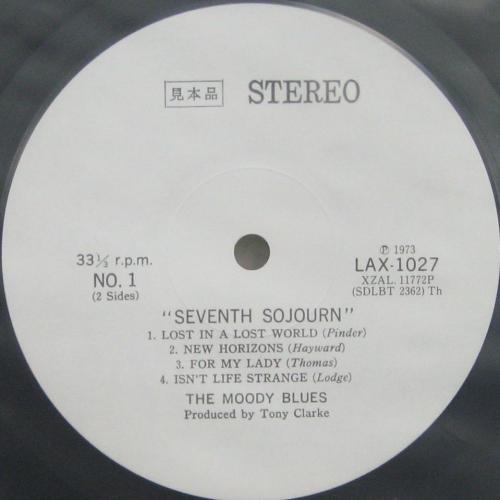 見本品 STEREO
33⅓ r.p.m.
NO. 1
(2 Sides)
Ⓟ 1973
LAX-1027
XZAL. 11772P
(SDLBT 2362) Th
"SEVENTH SOJOURN"
1. LOST IN A LOST WORLD (Pinder)
2. NEW HORIZONS (Hayward)
3. FOR MY LADY (Thomas)
4. ISN'T LIFE STRANGE (Lodge)
THE MOODY BLUES
Produced by Tony Clarke